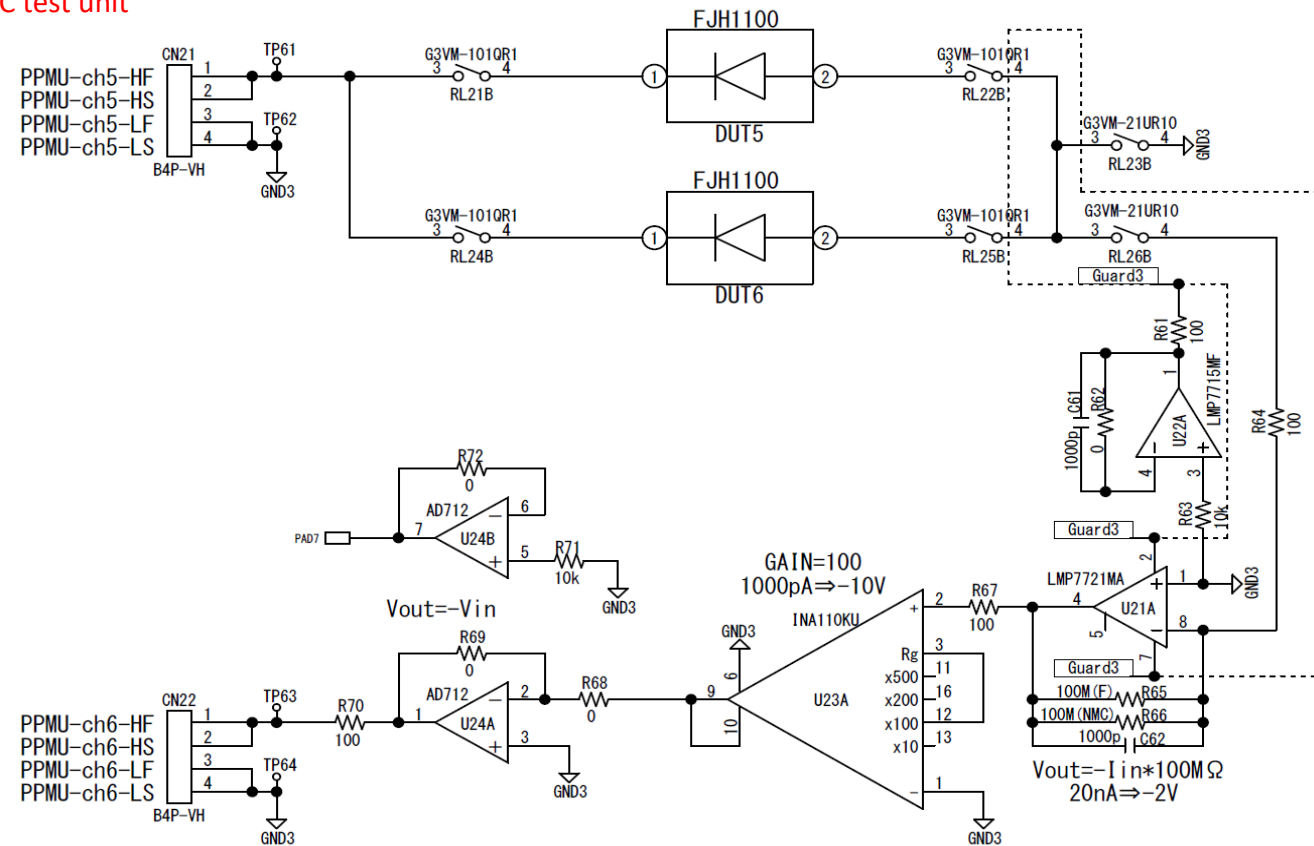 C test unit
FJH1100
CN21
TP61
G3VM-101QR1
G3VM-101QR1
PPMU-ch5-HF
1
3
4
1
2
3
4
PPMU-ch5-HS
2
RL21B
RL22B
PPMU-ch5-LF
3
TP62
G3VM-21UR10
PPMU-ch5-LS
4
DUT5
3
4
GND3
B4P-VH
GND3
RL23B
FJH1100
G3VM-101QR1
G3VM-101QR1
G3VM-21UR10
3
4
1
2
3
4
3
4
RL24B
RL25B
RL26B
Guard3
DUT6
R61
100
1
LMP7715MF
C61
1000p
R62
0
U22A
R64
100
4
3
R63
10k
R72
0
AD712
6
PAD7
7
U24B
5
R71
10k
GND3
Vout=-Vin
Guard3
2
GAIN=100
1000pA⇒-10V
LMP7721MA
1
GND3
INA110KU
2
R67
100
4
U21A
5
8
7
Guard3
GND3
6
Rg
3
x500
11
x200
16
x100
12
x10
13
9
U23A
10
1
GND3
100M(F)
R65
100M(NMC)
R66
1000p
C62
Vout=-Iin*100MΩ
20nA⇒-2V
R69
0
AD712
2
R68
0
CN22
TP63
PPMU-ch6-HF
1
R70
100
1
U24A
3
PPMU-ch6-HS
2
PPMU-ch6-LF
3
TP64
PPMU-ch6-LS
4
GND3
B4P-VH
GND3